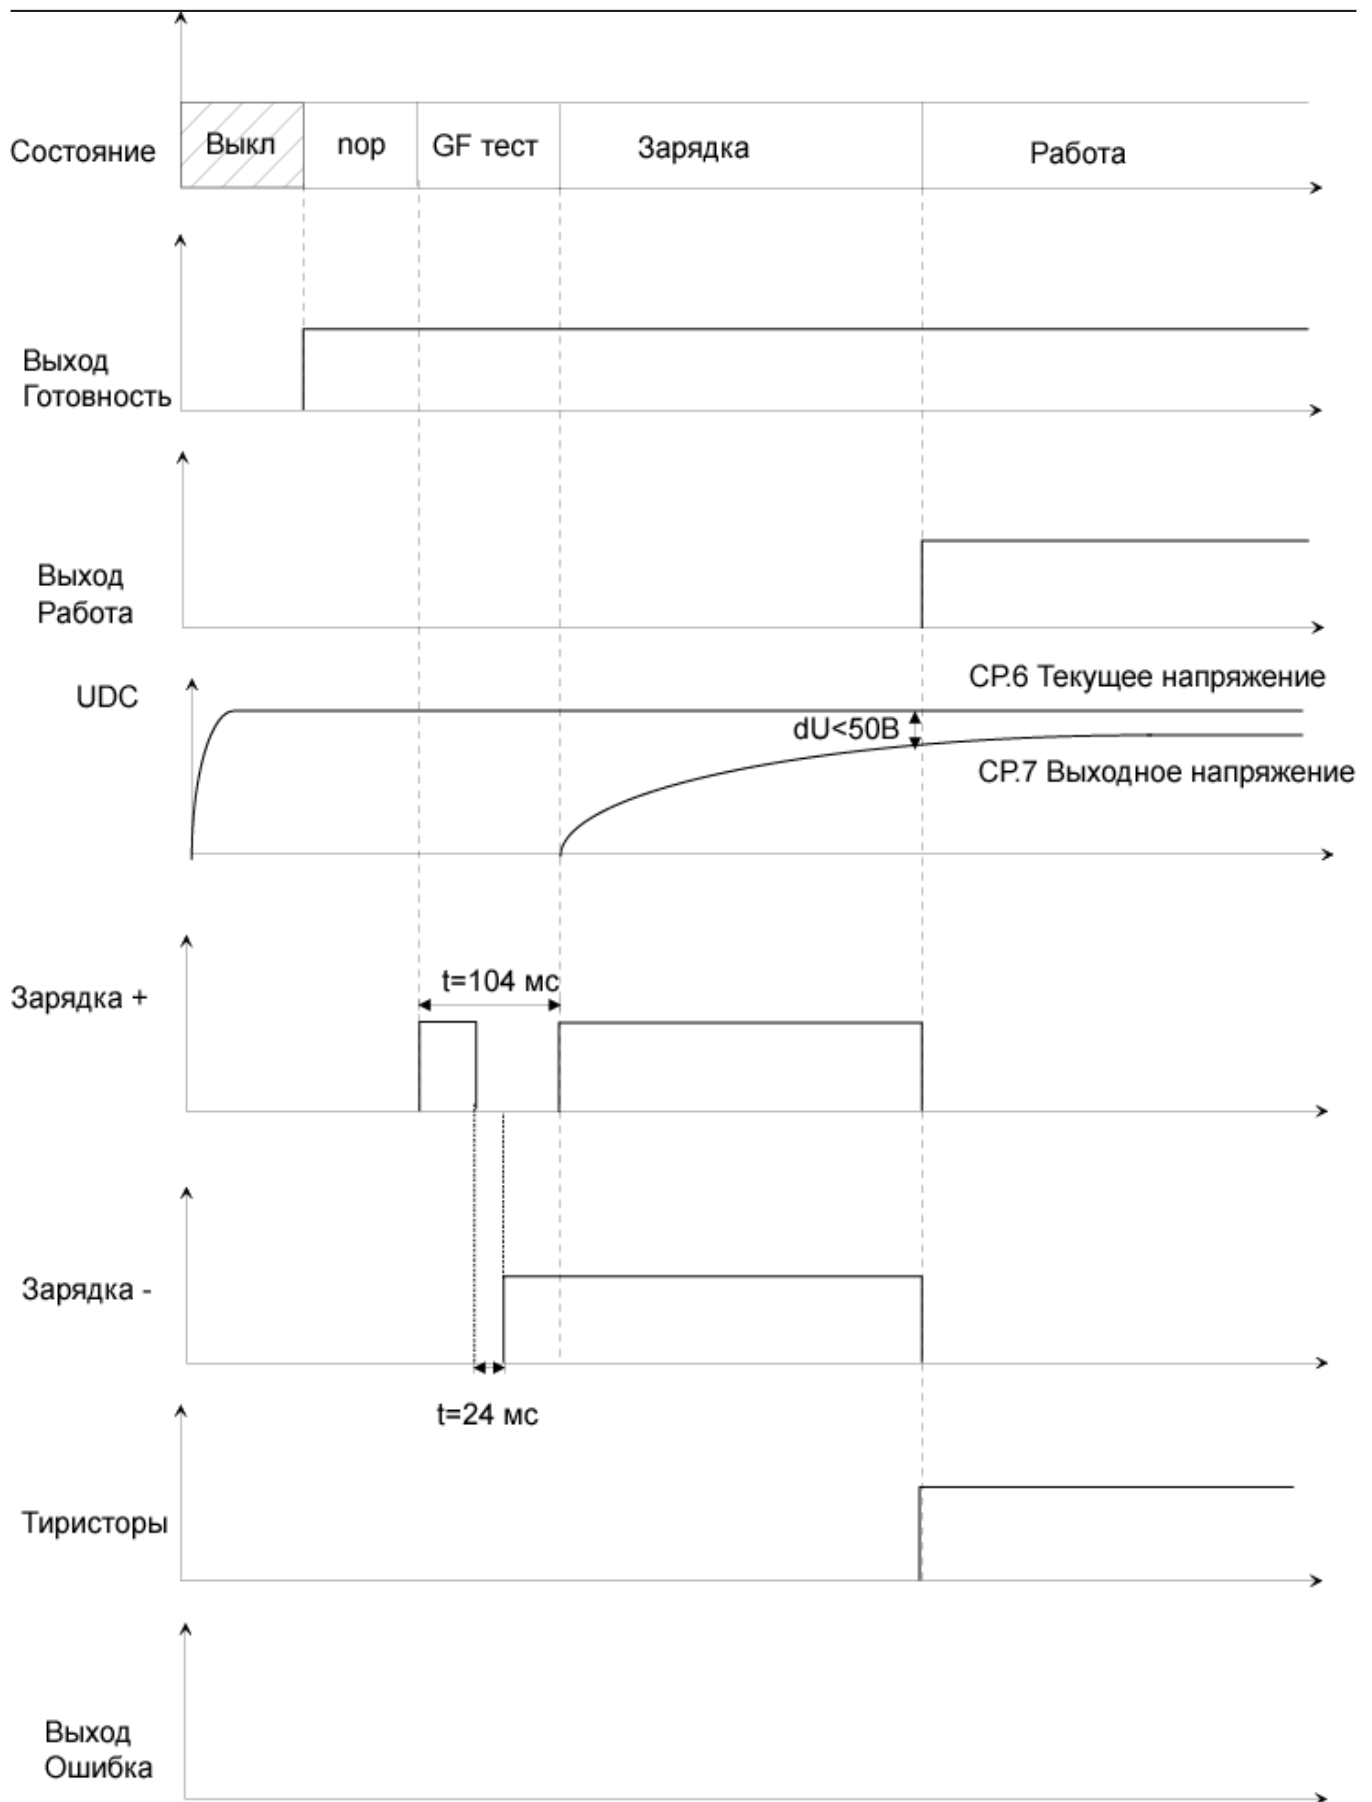 Состояние
Выкл
nop
GF тест
Зарядка
Работа
Выход
Готовность
Выход
Работа
UDC
CP.6 Текущее напряжение
dU<50В
CP.7 Выходное напряжение
t=104 мс
Зарядка +
Зарядка -
t=24 мс
Тиристоры
Выход
Ошибка